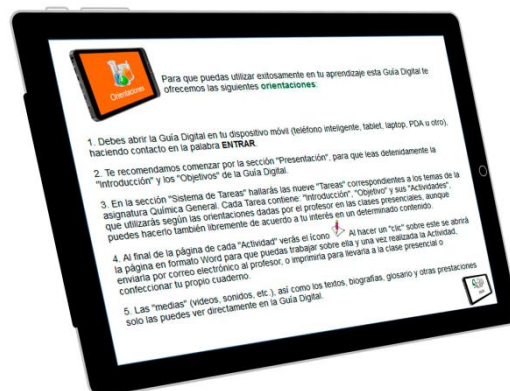 Orientaciones
Para que puedas utilizar exitosamente en tu aprendizaje esta Guía Digital te
ofrecemos las siguientes orientaciones:
1. Debes abrir la Guía Digital en tu dispositivo móvil (teléfono inteligente, tablet, laptop, PDA u otro),
haciendo contacto en la palabra ENTRAR.
2. Te recomendamos comenzar por la sección "Presentación", para que leas detenidamente la
"Introducción" y los "Objetivos" de la Guía Digital.
3. En la sección "Sistema de Tareas" hallarás las nueve "Tareas" correspondientes a los temas de la
asignatura Química General. Cada Tarea contiene: "Introducción", "Objetivo" y sus "Actividades",
que utilizarás según las orientaciones dadas por el profesor en las clases presenciales, aunque
puedes hacerlo también libremente de acuerdo a tu interés en un determinado contenido.
4. Al final de la página de cada "Actividad" verás el ícono Al hacer un "clic" sobre este se abrirá
la página en formato Word para que puedas trabajar sobre ella y una vez realizada la Actividad,
enviarla por correo electrónico al profesor, o imprimirla para llevarla a la clase presencial o
confeccionar tu propio cuaderno.
5. Las "medias" (videos, sonidos, etc.), así como los textos, biografías, glosario y otras prestaciones
solo las puedes ver directamente en la Guía Digital.